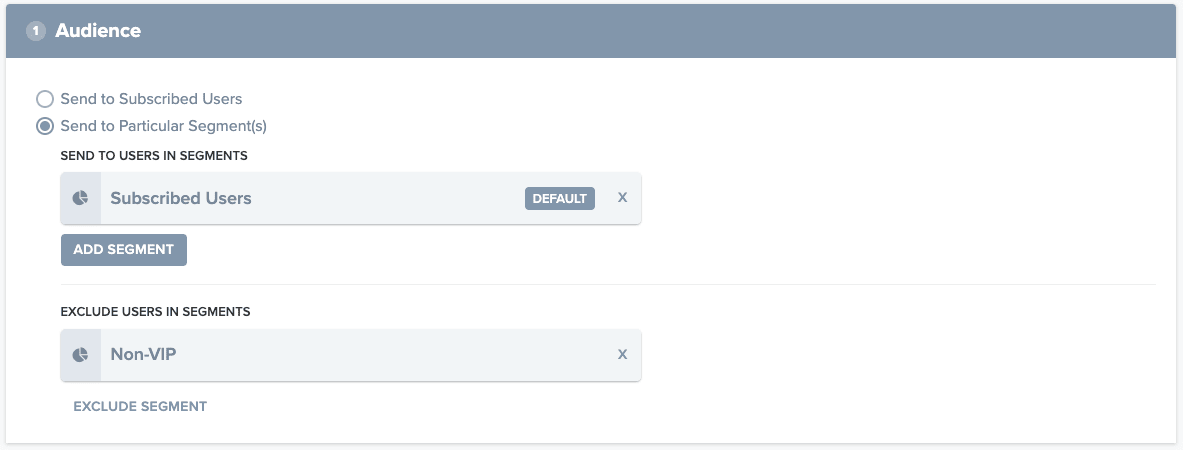 1 Audience
Send to Subscribed Users
Send to Particular Segment(s)
SEND TO USERS IN SEGMENTS
Subscribed Users DEFAULT X
ADD SEGMENT
EXCLUDE USERS IN SEGMENTS
Non-VIP X
EXCLUDE SEGMENT